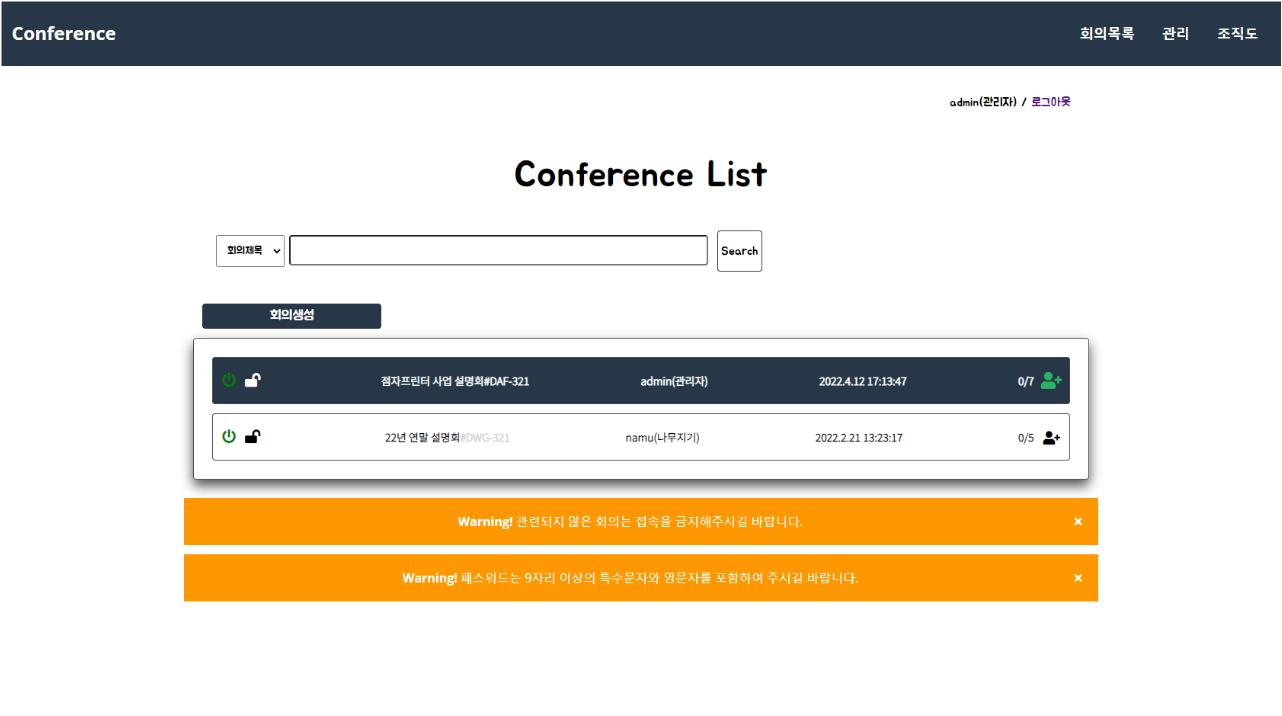 Conference 회의목록 관리 조직도
admin(관리자) / 로그아웃
Conference List
회의제목 Search
회의생성
점자프린터 사업 설명회#DAF-321 admin(관리자) 2022.4.12 17:13:47 0/7
22년 연말 설명회#DWG-321 namu(나무지기) 2022.2.21 13:23:17 0/5
Warning! 관련되지 않은 회의는 접속을 금지해주시길 바랍니다. ×
Warning! 패스워드는 9자리 이상의 특수문자와 영문자를 포함하여 주시길 바랍니다. ×